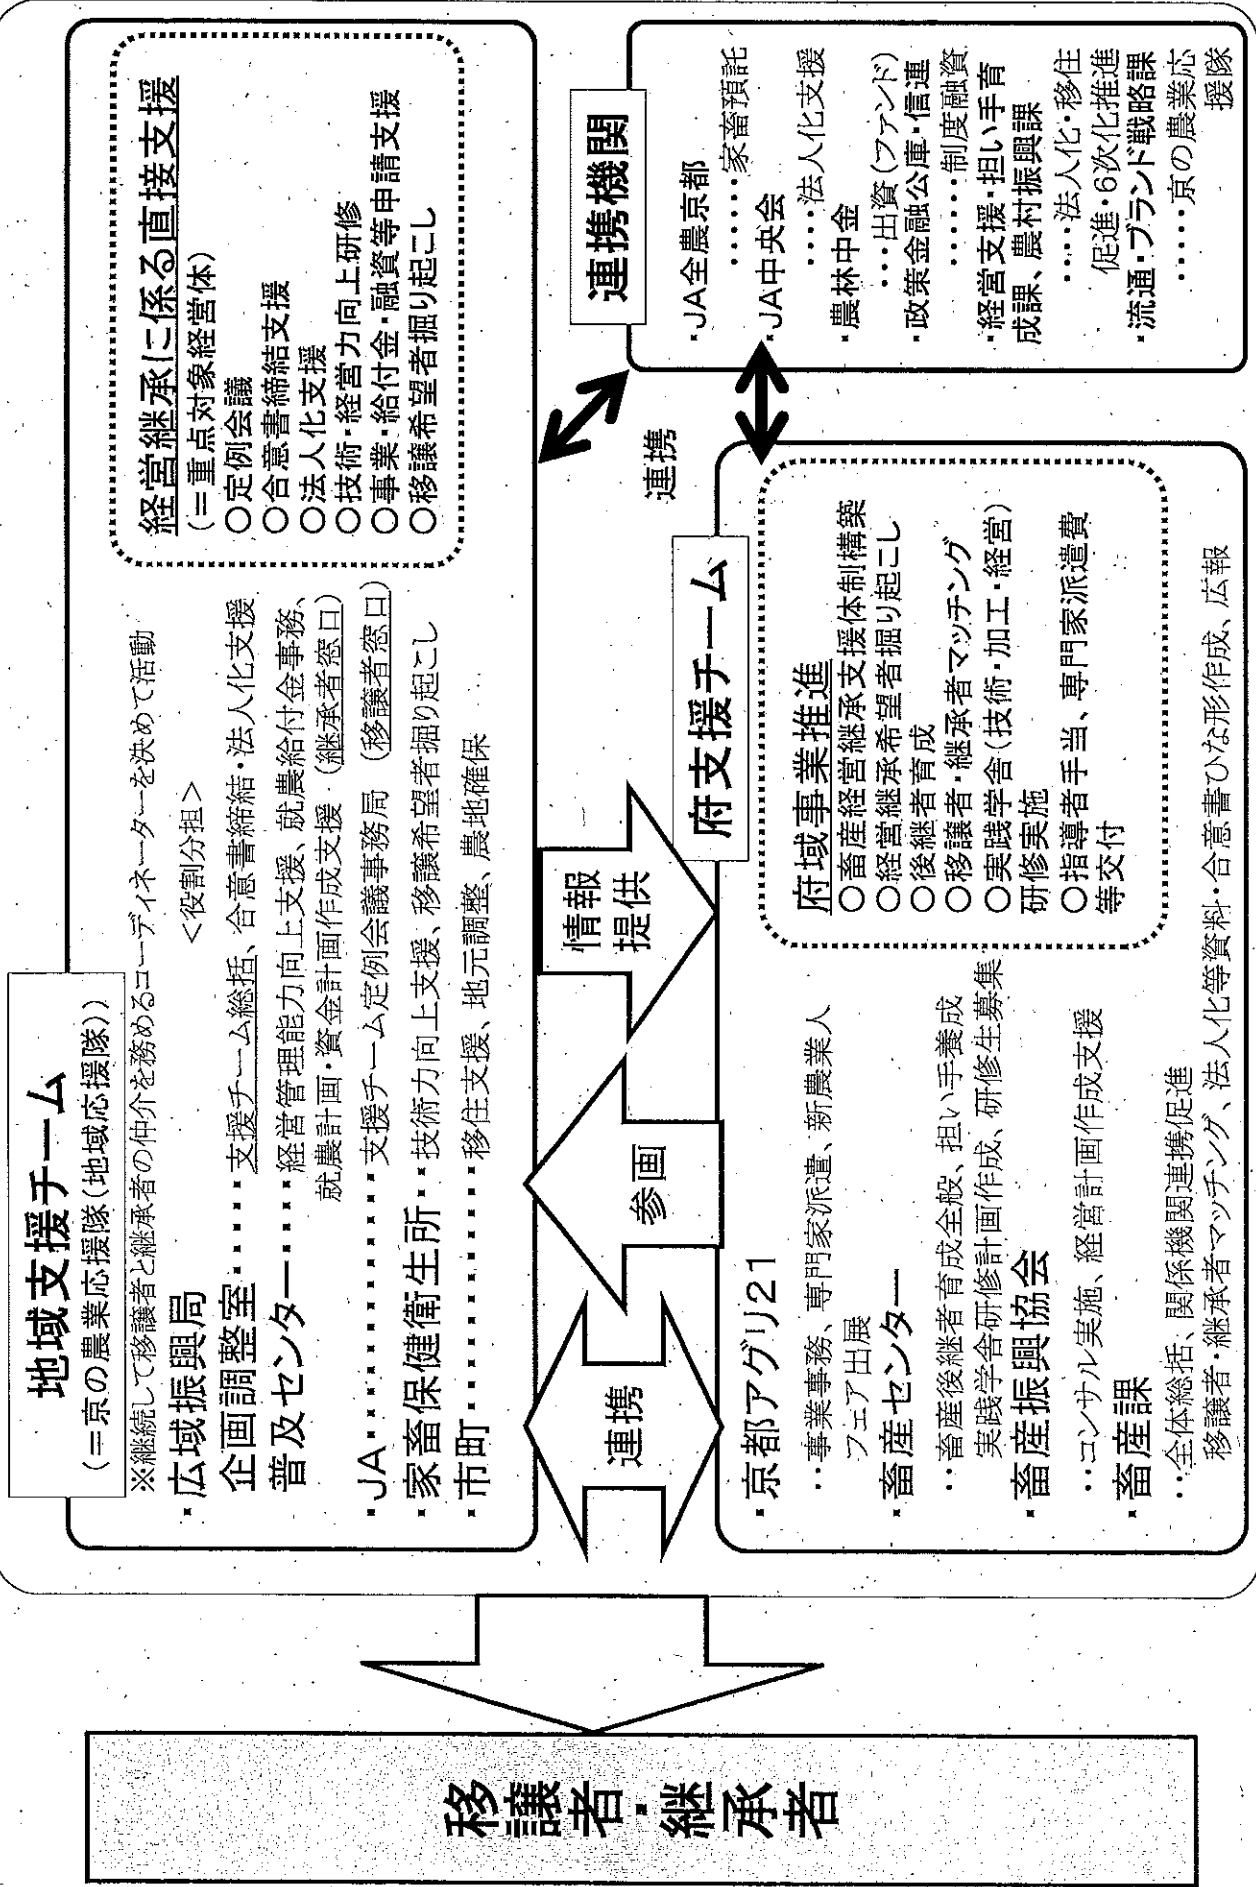 移譲者・継承者
地域支援チーム
(＝京の農業応援隊(地域応援隊))
※継続して移譲者と継承者の仲介を務めるコーディネーターを決めて活動
＜役割分担＞
・広域振興局
企画調整室・・・・・支援チーム総括、合意書締結・法人化支援
普及センター・・・・経営管理能力向上支援、就農給付金事務、
就農計画・資金計画作成支援（継承者窓口）
・JA・・・・・・・・・・・支援チーム定例会議事務局（移譲者窓口）
・家畜保健衛生所・・技術力向上支援、移譲希望者掘り起こし
・市町・・・・・・・・・・移住支援、地元調整、農地確保
経営継承に係る直接支援
(＝重点対象経営体)
○定例会議
○合意書締結支援
○法人化支援
○技術・経営力向上研修
○事業・給付金・融資等申請支援
○移譲希望者掘り起こし
連携
参画
情報
提供
連携
府支援チーム
・京都アグリ21
・・事業事務、専門家派遣、新農業人
フェア出展
・畜産センター
・・畜産後継者育成全般、担い手養成
実践学舎研修計画作成、研修生募集
・畜産振興協会
・・コンサル実施、経営計画作成支援
・畜産課
・・全体総括、関係機関連携促進
移譲者・継承者マッチング、法人化等資料・合意書ひな形作成、広報
府域事業推進
○畜産経営継承支援体制構築
○経営継承希望者掘り起こし
○後継者育成
○移譲者・継承者マッチング
○実践学舎(技術・加工・経営)
研修実施
○指導者手当、専門家派遣費
等交付
連携機関
・JA全農京都
・・・・・・家畜預託
・JA中央会
・・・・法人化支援
・農林中金
・・・出資(ファンド)
・政策金融公庫・信連
・・・・・・制度融資
・経営支援・担い手育
成課、農村振興課
・・・・法人化・移住
促進・6次化推進
・流通・ブランド戦略課
・・・・・京の農業応
援隊